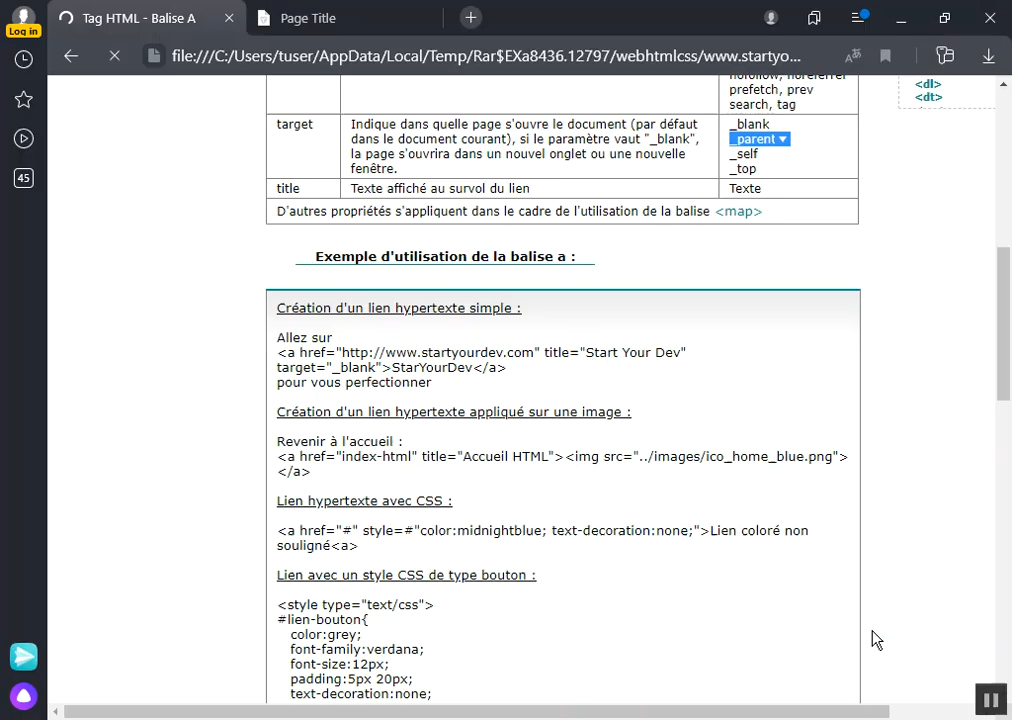 Tag HTML - Balise A
Page Title
Log in
file:///C:/Users/tuser/AppData/Local/Temp/Rar$EXa8436.12797/webhtmlcss/www.startyo...
45
nofollow, noreferrer
prefetch, prev
search, tag
<dl>
<dt>
target
Indique dans quelle page s'ouvre le document (par défaut
dans le document courant), si le paramètre vaut "_blank",
la page s'ouvrira dans un nouvel onglet ou une nouvelle
fenêtre.
_blank
_parent
_self
_top
title
Texte affiché au survol du lien
Texte
D'autres propriétés s'appliquent dans le cadre de l'utilisation de la balise <map>
Exemple d'utilisation de la balise a :
Création d'un lien hypertexte simple :
Allez sur
<a href="http://www.startyourdev.com" title="Start Your Dev"
target="_blank">StarYourDev</a>
pour vous perfectionner
Création d'un lien hypertexte appliqué sur une image :
Revenir à l'accueil :
<a href="index-html" title="Accueil HTML"><img src="../images/ico_home_blue.png">
</a>
Lien hypertexte avec CSS :
<a href="#" style=#"color:midnightblue; text-decoration:none;">Lien coloré non
souligné<a>
Lien avec un style CSS de type bouton :
<style type="text/css">
#lien-bouton{
color:grey;
font-family:verdana;
font-size:12px;
padding:5px 20px;
text-decoration:none;